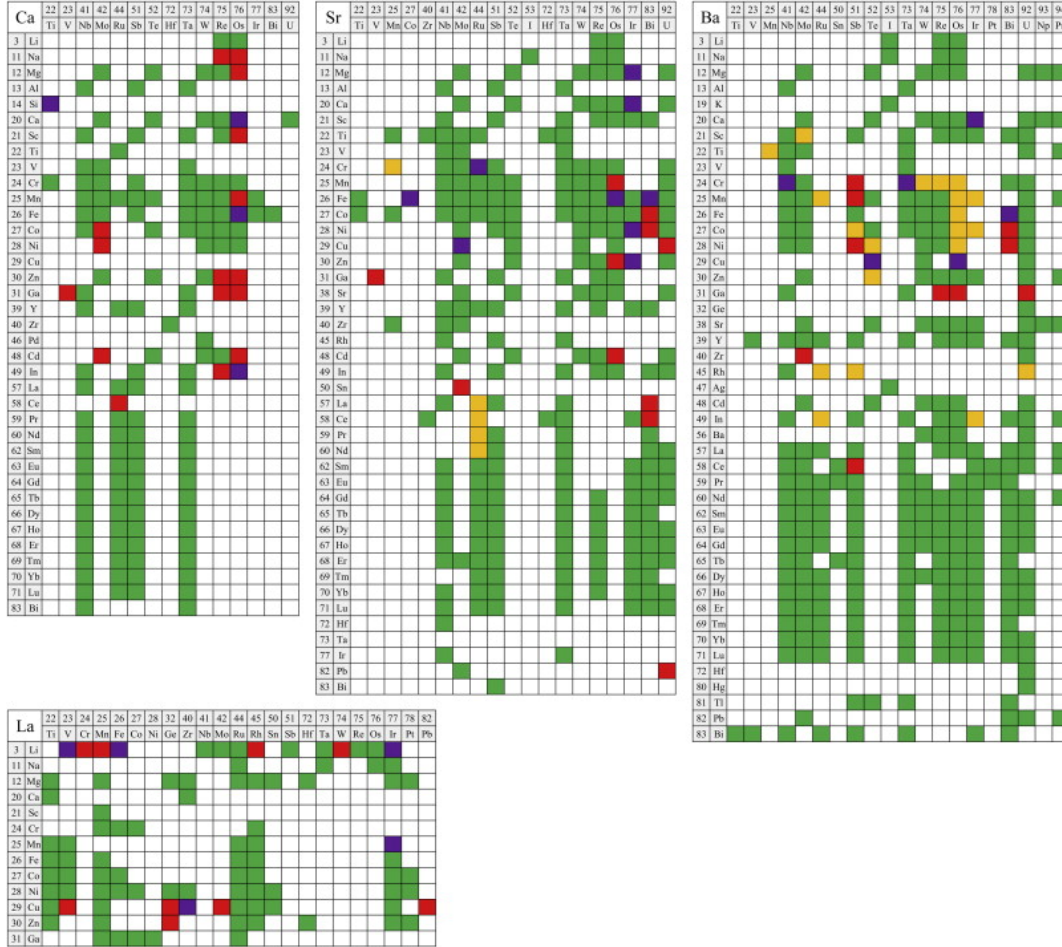 Ca
22 23 41 42 44 51 52 72 73 74 75 76 77 83 92
Ti V Nb Mo Ru Sb Te Hf Ta W Re Os Ir Bi U
3 Li
11 Na
12 Mg
13 Al
14 Si
20 Ca
21 Sc
22 Ti
23 V
24 Cr
25 Mn
26 Fe
27 Co
28 Ni
29 Cu
30 Zn
31 Ga
39 Y
40 Zr
46 Pd
48 Cd
49 In
57 La
58 Ce
59 Pr
60 Nd
62 Sm
63 Eu
64 Gd
65 Tb
66 Dy
67 Ho
68 Er
69 Tm
70 Yb
71 Lu
83 Bi
Sr
22 23 25 27 40 41 42 44 51 52 53 72 73 74 75 76 77 83 92
Ti V Mn Co Zr Nb Mo Ru Sb Te I Hf Ta W Re Os Ir Bi U
3 Li
11 Na
12 Mg
13 Al
20 Ca
21 Sc
22 Ti
23 V
24 Cr
25 Mn
26 Fe
27 Co
28 Ni
29 Cu
30 Zn
31 Ga
38 Sr
39 Y
40 Zr
45 Rh
48 Cd
49 In
50 Sn
57 La
58 Ce
59 Pr
60 Nd
62 Sm
63 Eu
64 Gd
65 Tb
66 Dy
67 Ho
68 Er
69 Tm
70 Yb
71 Lu
72 Hf
73 Ta
77 Ir
82 Pb
83 Bi
Ba
22 23 25 41 42 44 50 51 52 53 73 74 75 76 77 78 83 92 93
Ti V Mn Nb Mo Ru Sn Sb Te I Ta W Re Os Ir Pt Bi U Np
3 Li
11 Na
12 Mg
13 Al
19 K
20 Ca
21 Sc
22 Ti
23 V
24 Cr
25 Mn
26 Fe
27 Co
28 Ni
29 Cu
30 Zn
31 Ga
32 Ge
38 Sr
39 Y
40 Zr
45 Rh
47 Ag
48 Cd
49 In
56 Ba
57 La
58 Ce
59 Pr
60 Nd
62 Sm
63 Eu
64 Gd
65 Tb
66 Dy
67 Ho
68 Er
69 Tm
70 Yb
71 Lu
72 Hf
80 Hg
81 Tl
82 Pb
83 Bi
La
22 23 24 25 26 27 28 32 40 41 42 44 45 50 51 72 73 74 75 76 77 78 82
Ti V Cr Mn Fe Co Ni Ge Zr Nb Mo Ru Rh Sn Sb Hf Ta W Re Os Ir Pt Pb
3 Li
11 Na
12 Mg
20 Ca
21 Sc
24 Cr
25 Mn
26 Fe
27 Co
28 Ni
29 Cu
30 Zn
31 Ga